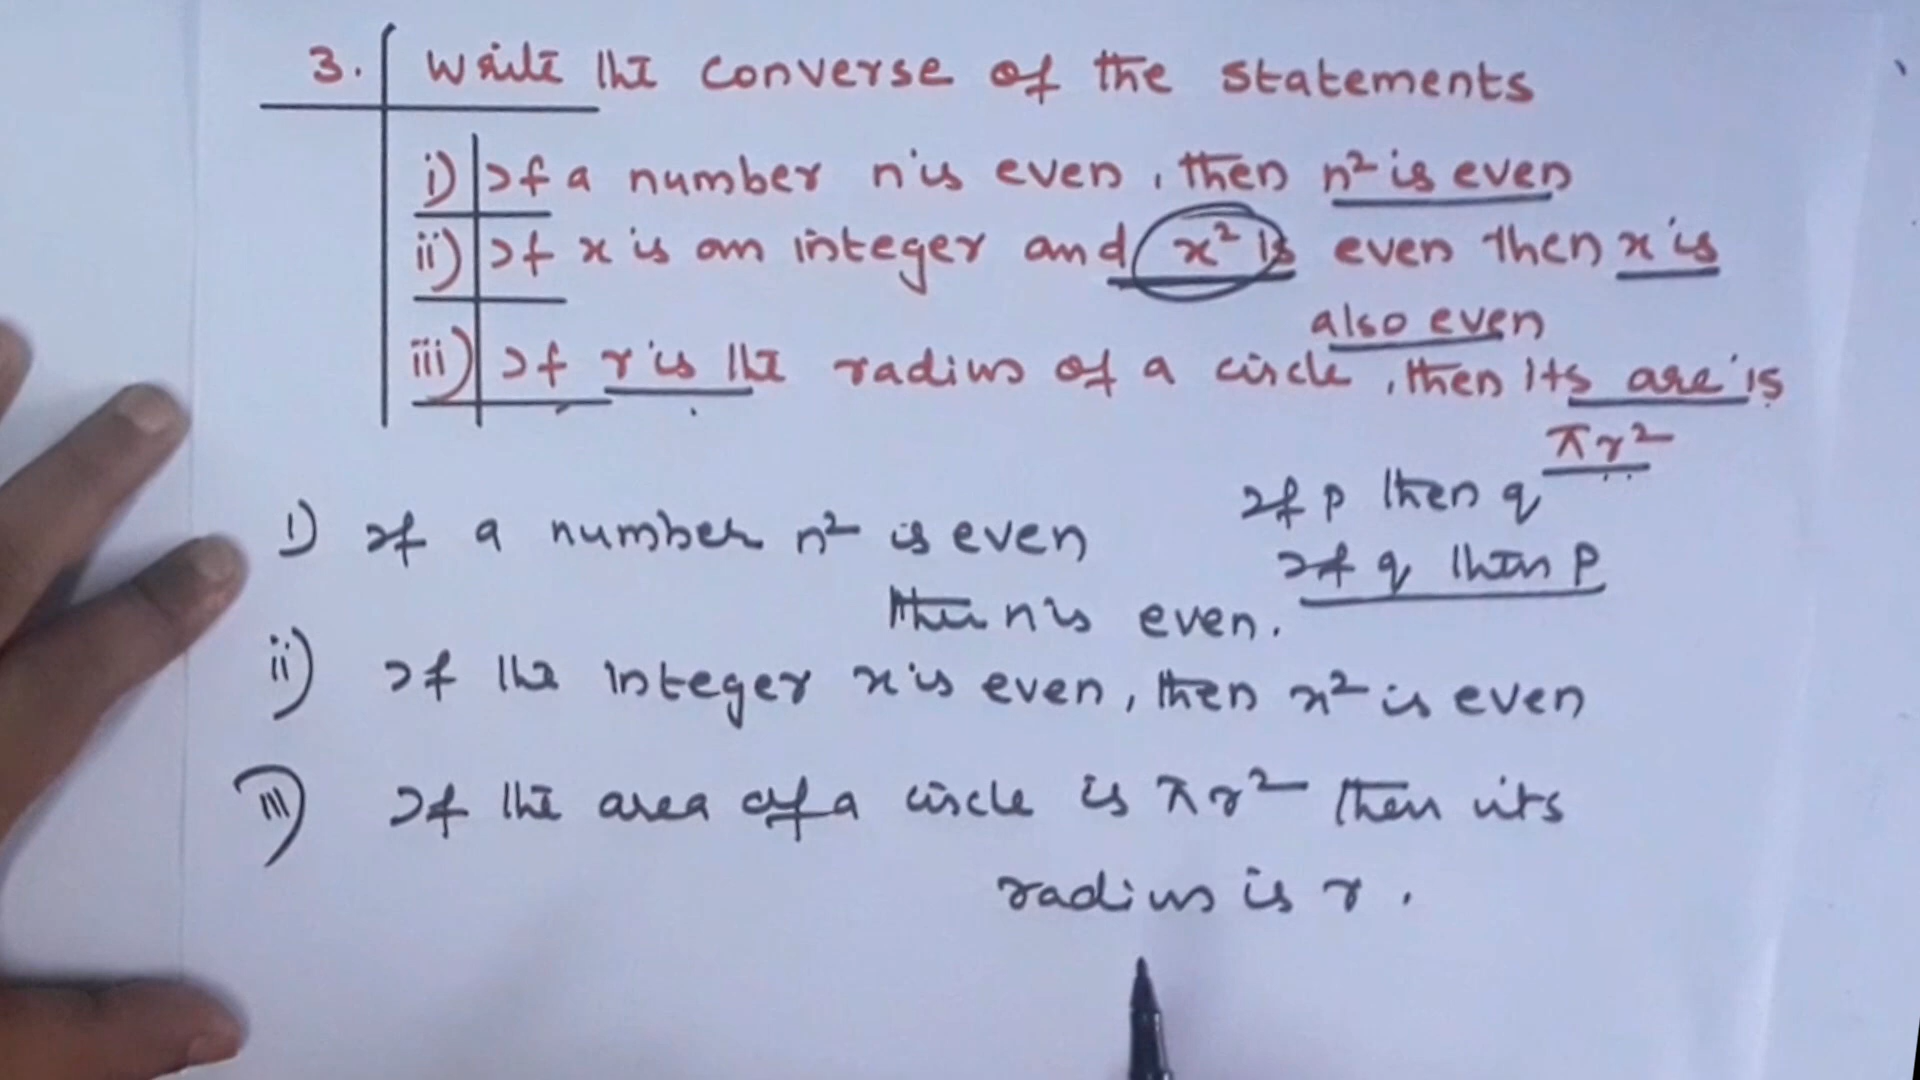 3. Write the converse of the statements
i) If a number n is even, then n² is even
ii) If x is an integer and x² is even then x is
also even
iii) If r is the radius of a circle, then its are is
πr²
If p then q
If q then p
i) If a number n² is even
then n is even.
ii) If the integer x is even, then x² is even
iii) If the area of a circle is πr² then its
radius is r.